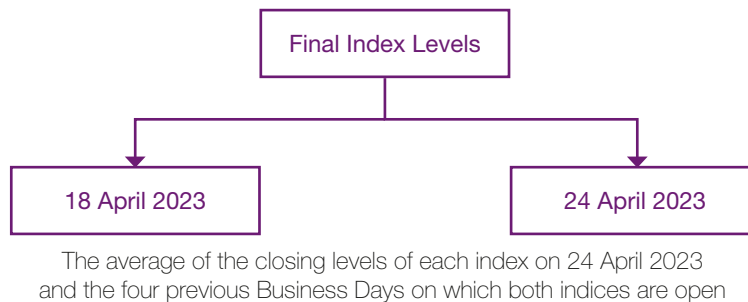 Final Index Levels
18 April 2023
24 April 2023
The average of the closing levels of each index on 24 April 2023
and the four previous Business Days on which both indices are open